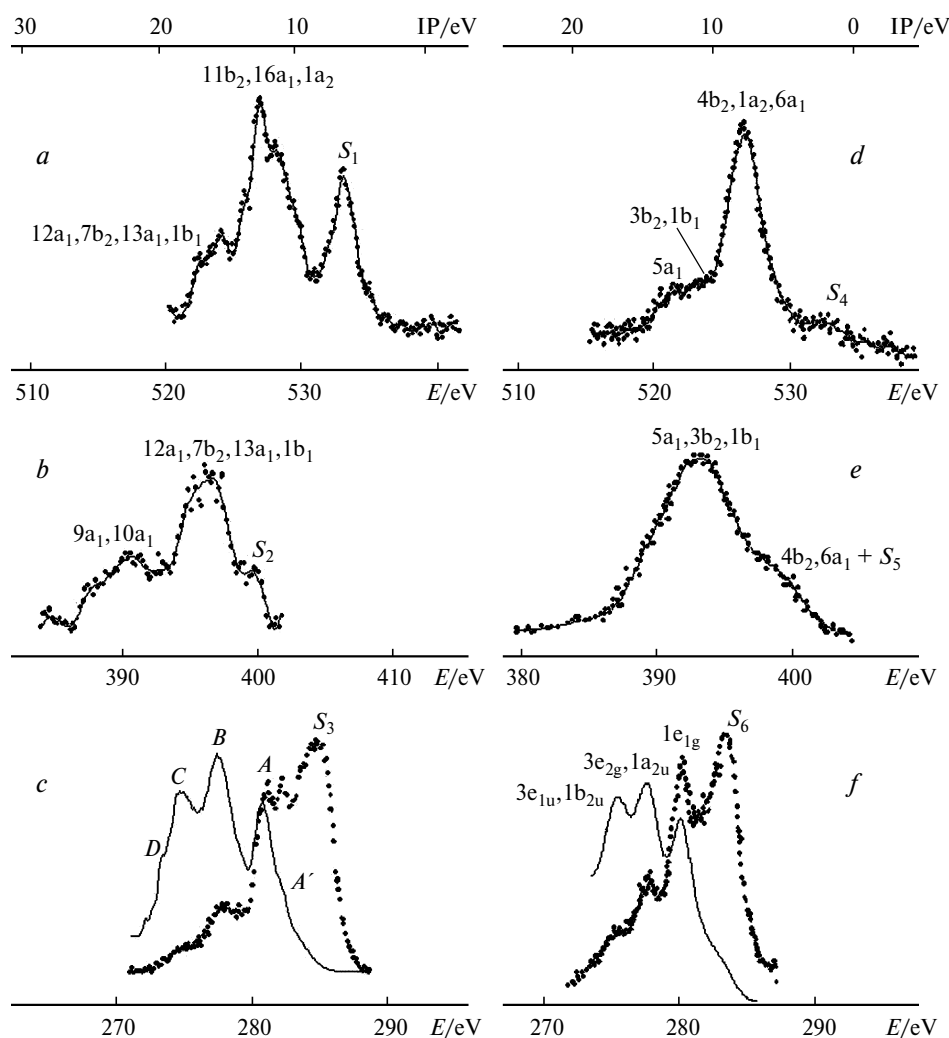 30 20 10 IP/eV
20 10 0 IP/eV
11b₂,16a₁,1a₂
a
S₁
12a₁,7b₂,13a₁,1b₁
510 520 530 E/eV
4b₂,1a₂,6a₁
d
3b₂,1b₁
5a₁
S₄
510 520 530 E/eV
12a₁,7b₂,13a₁,1b₁
b
9a₁,10a₁
S₂
390 400 410 E/eV
5a₁,3b₂,1b₁
e
4b₂,6a₁ + S₅
380 390 400 E/eV
S₃
B
A
c
C
D
A´
270 280 290 E/eV
S₆
1e₁g
3e₂g,1a₂u
f
3e₁u,1b₂u
270 280 290 E/eV